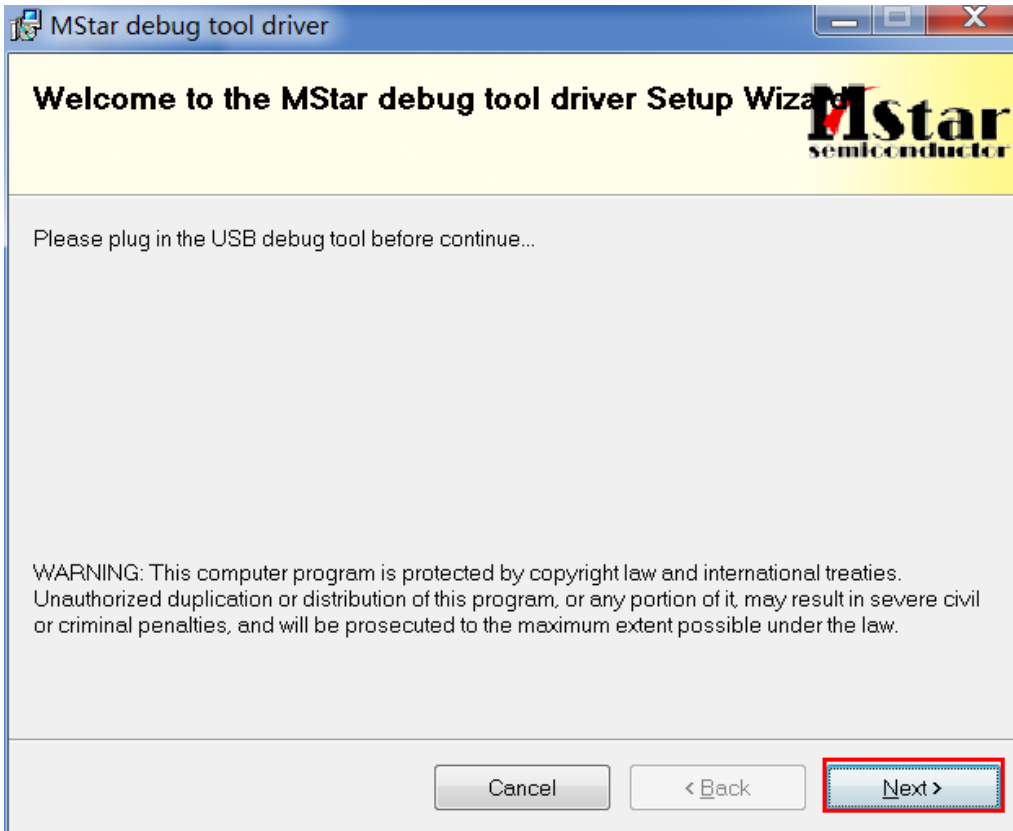 MStar debug tool driver
Welcome to the MStar debug tool driver Setup Wizard
MStar
semiconductor
Please plug in the USB debug tool before continue...
WARNING: This computer program is protected by copyright law and international treaties.
Unauthorized duplication or distribution of this program, or any portion of it, may result in severe civil
or criminal penalties, and will be prosecuted to the maximum extent possible under the law.
Cancel
< Back
Next >